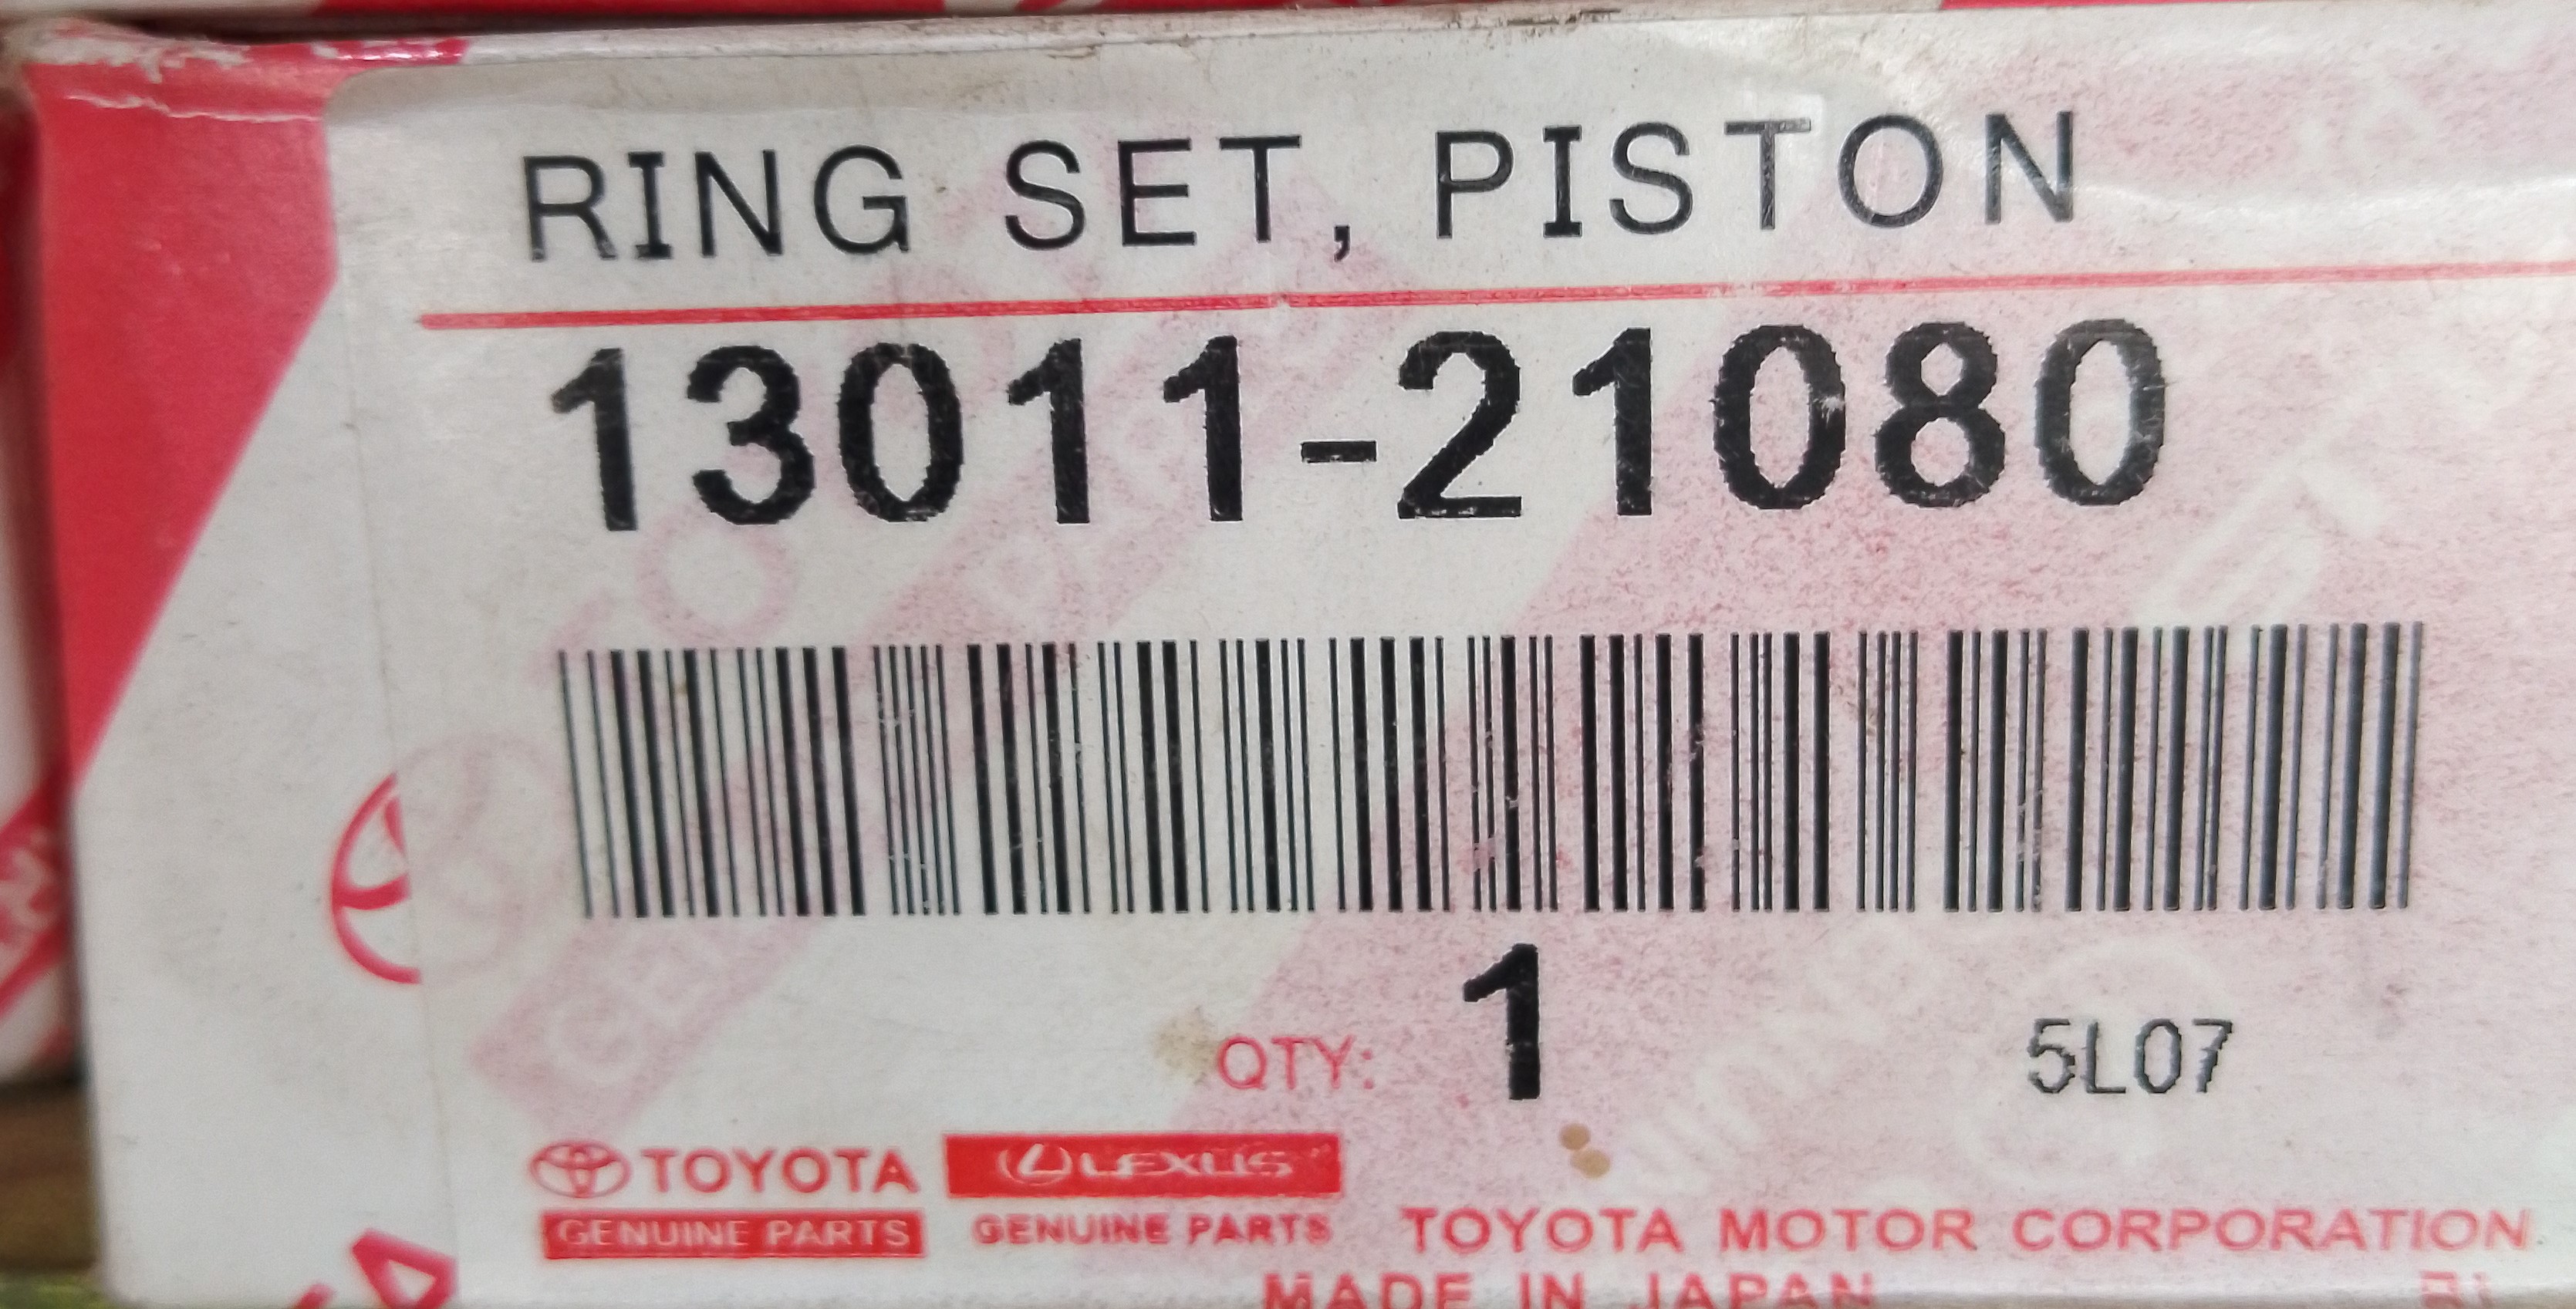 RING SET, PISTON
13011-21080
QTY: 1
5L07
TOYOTA
GENUINE PARTS
LEXUS
GENUINE PARTS
TOYOTA MOTOR CORPORATION
MADE IN JAPAN